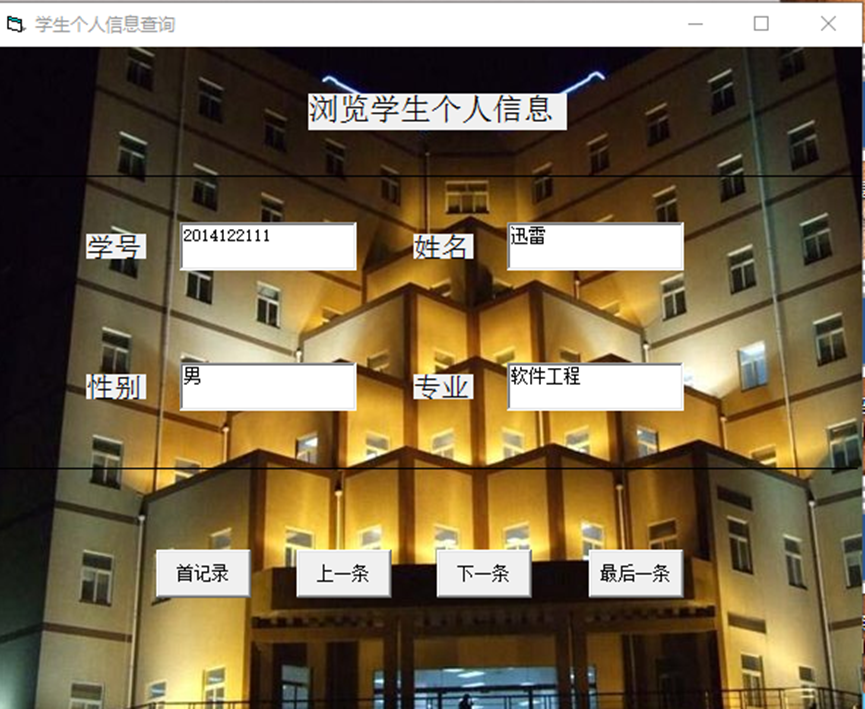 学生个人信息查询
浏览学生个人信息
学号 2014122111 姓名 迅雷
性别 男 专业 软件工程
首记录 上一条 下一条 最后一条